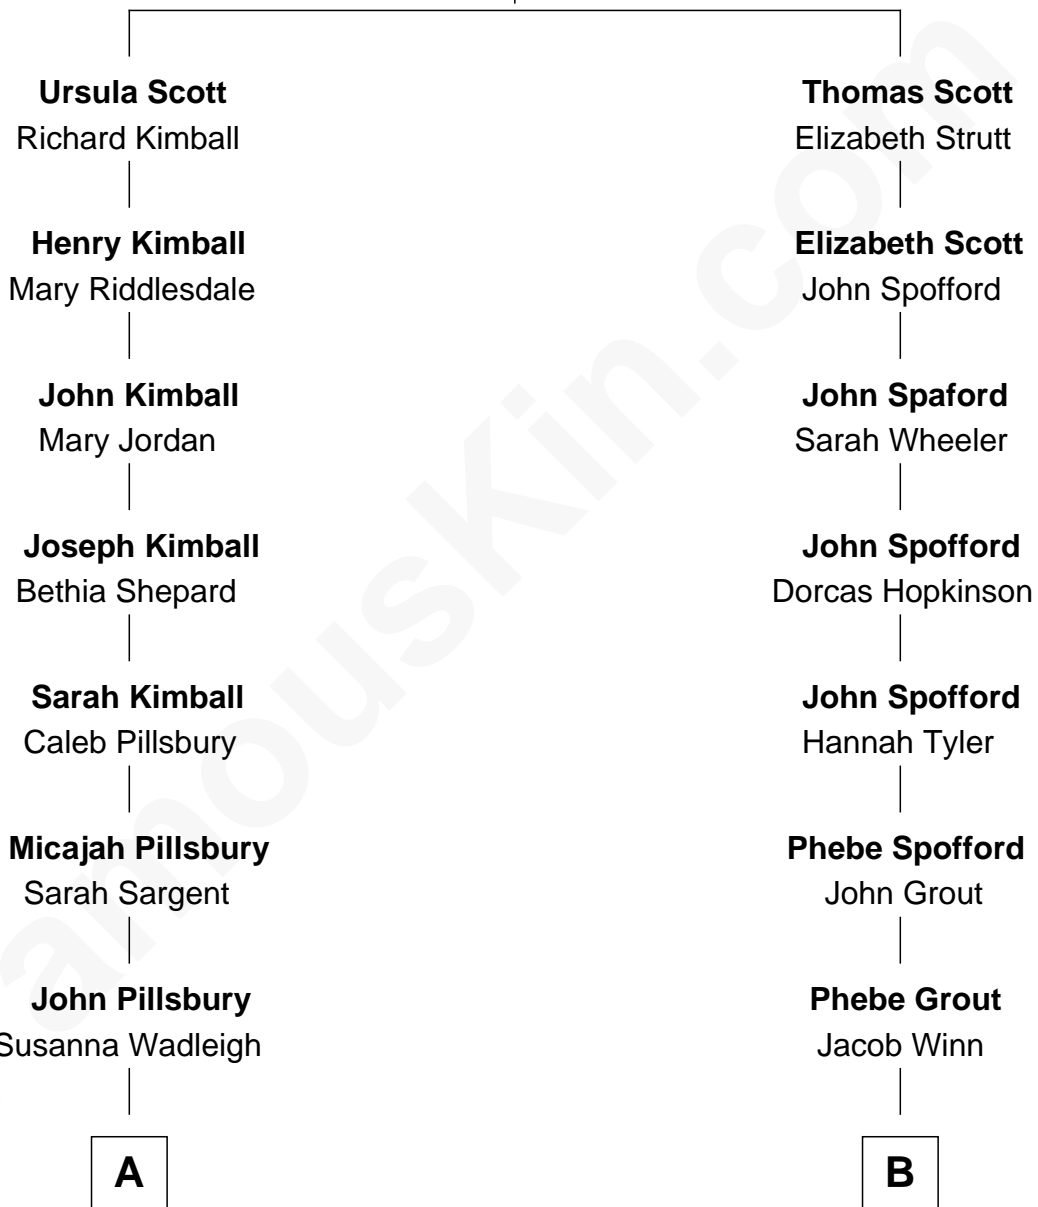 Ursula Scott
Richard Kimball
Henry Kimball
Mary Riddlesdale
John Kimball
Mary Jordan
Joseph Kimball
Bethia Shepard
Sarah Kimball
Caleb Pillsbury
Micajah Pillsbury
Sarah Sargent
John Pillsbury
Susanna Wadleigh
A
Thomas Scott
Elizabeth Strutt
Elizabeth Scott
John Spofford
John Spaford
Sarah Wheeler
John Spofford
Dorcas Hopkinson
John Spofford
Hannah Tyler
Phebe Spofford
John Grout
Phebe Grout
Jacob Winn
B
amouskin.com